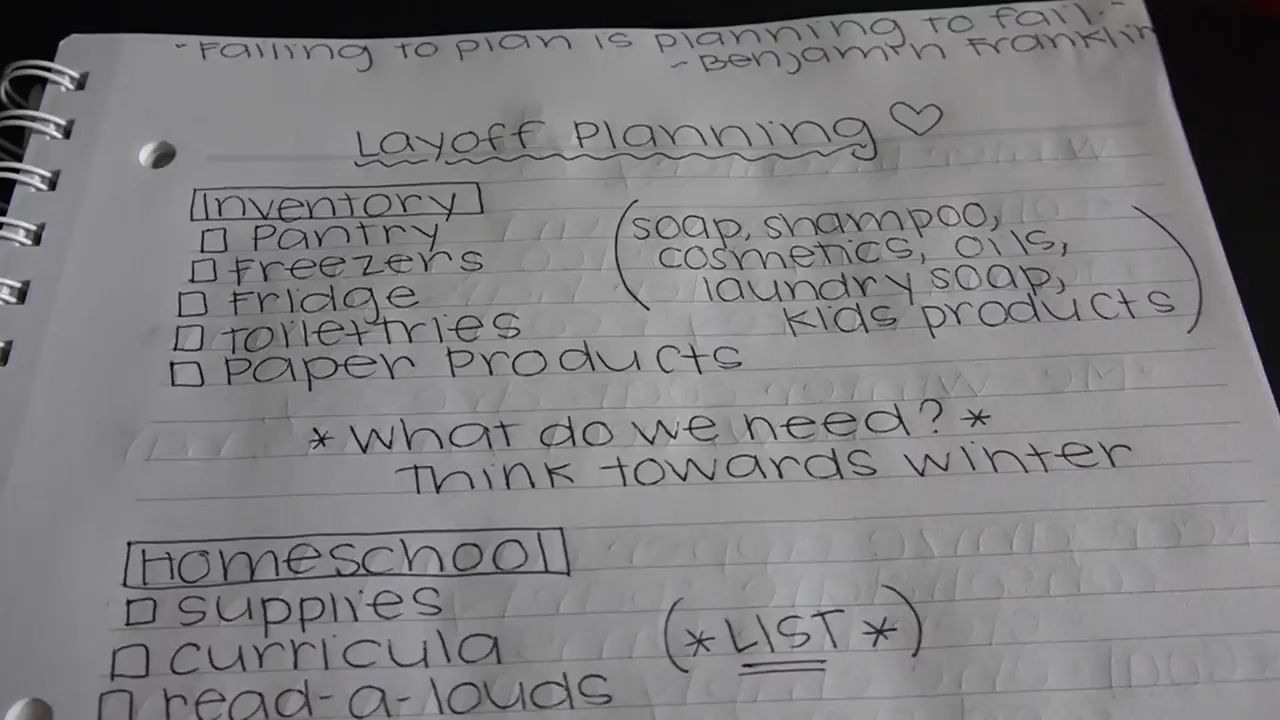 "Failing to plan is planning to fail."
- Benjamin Franklin
Layoff Planning ♡
Inventory
☐ Pantry
☐ Freezers
☐ Fridge
☐ Toilettries
☐ Paper Products
(soap, shampoo,
cosmetics, oils,
laundry soap,
kids products)
*What do we need?*
Think towards winter
Homeschool
☐ supplies
☐ curricula
(*LIST*)
☐ read-a-louds